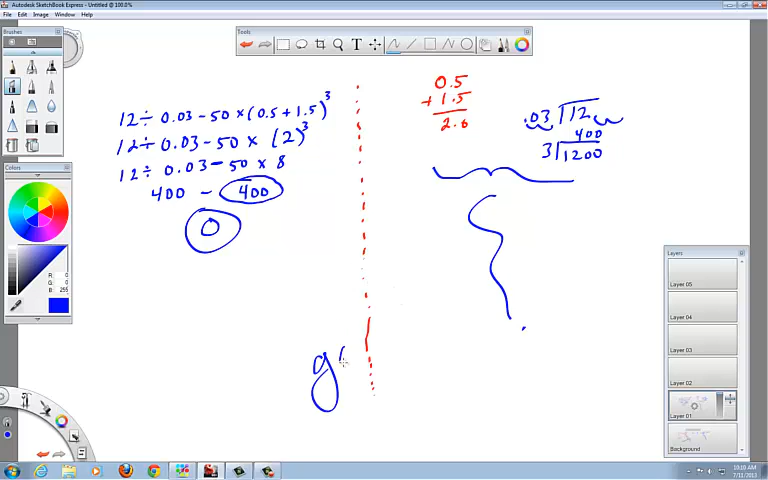 Autodesk SketchBook Express - Untitled @ 100.0%
File Edit Image Window Help
Brushes
Tools
T
12 ÷ 0.03 - 50 × (0.5 + 1.5)³
12 ÷ 0.03 - 50 × (2)³
12 ÷ 0.03 - 50 × 8
400 - 400
0
0.5
+ 1.5
2.0
.03 12
400
3 1200
g
Colors
R: 0
G: 0
B: 255
Layers
Layer 05
Layer 04
Layer 03
Layer 02
Layer 01
Background
10:19 AM
7/11/2013